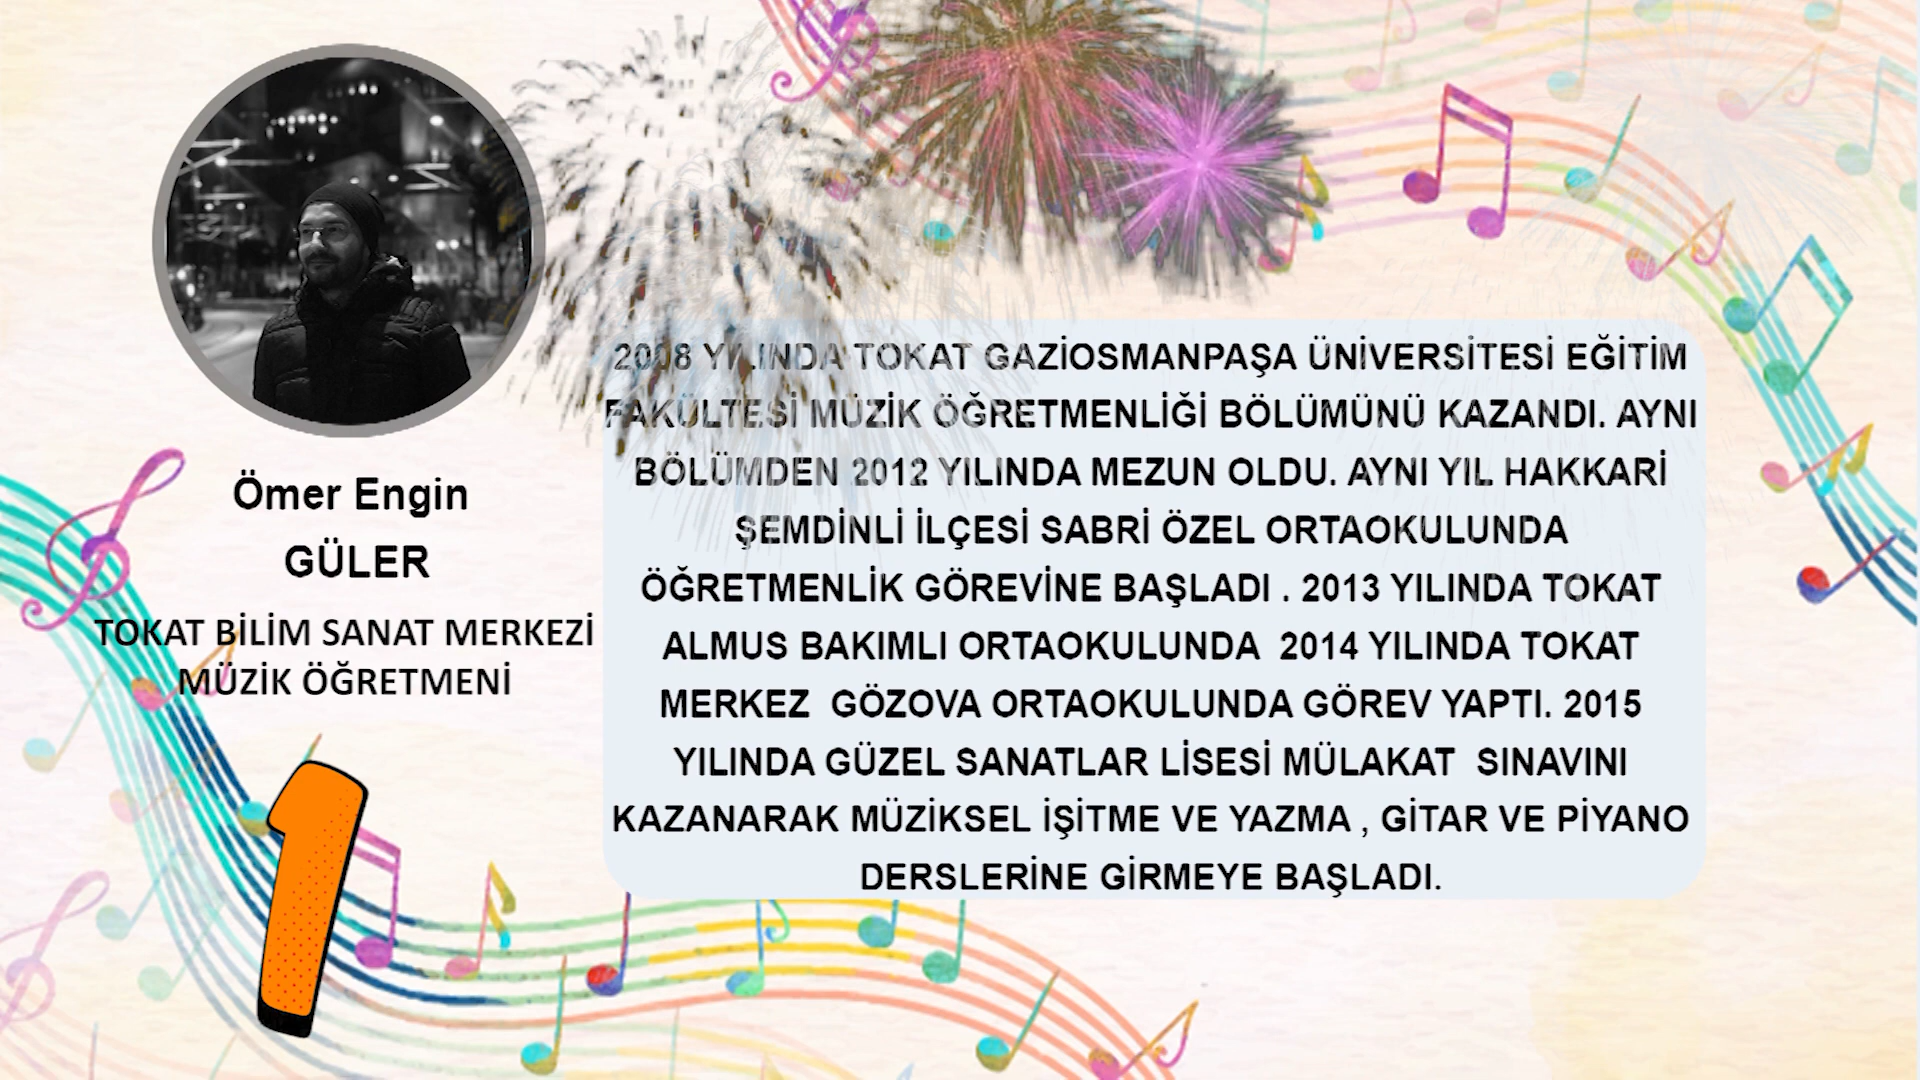 Ömer Engin
GÜLER
TOKAT BİLİM SANAT MERKEZİ
MÜZİK ÖĞRETMENİ
1
2008 YILINDA TOKAT GAZİOSMANPAŞA ÜNİVERSİTESİ EĞİTİM
FAKÜLTESİ MÜZİK ÖĞRETMENLİĞİ BÖLÜMÜNÜ KAZANDI. AYNI
BÖLÜMDEN 2012 YILINDA MEZUN OLDU. AYNI YIL HAKKARİ
ŞEMDİNLİ İLÇESİ SABRİ ÖZEL ORTAOKULUNDA
ÖĞRETMENLİK GÖREVİNE BAŞLADI . 2013 YILINDA TOKAT
ALMUS BAKIMLI ORTAOKULUNDA  2014 YILINDA TOKAT
MERKEZ  GÖZOVA ORTAOKULUNDA GÖREV YAPTI. 2015
YILINDA GÜZEL SANATLAR LİSESİ MÜLAKAT  SINAVINI
KAZANARAK MÜZİKSEL İŞİTME VE YAZMA , GİTAR VE PİYANO
DERSLERİNE GİRMEYE BAŞLADI.